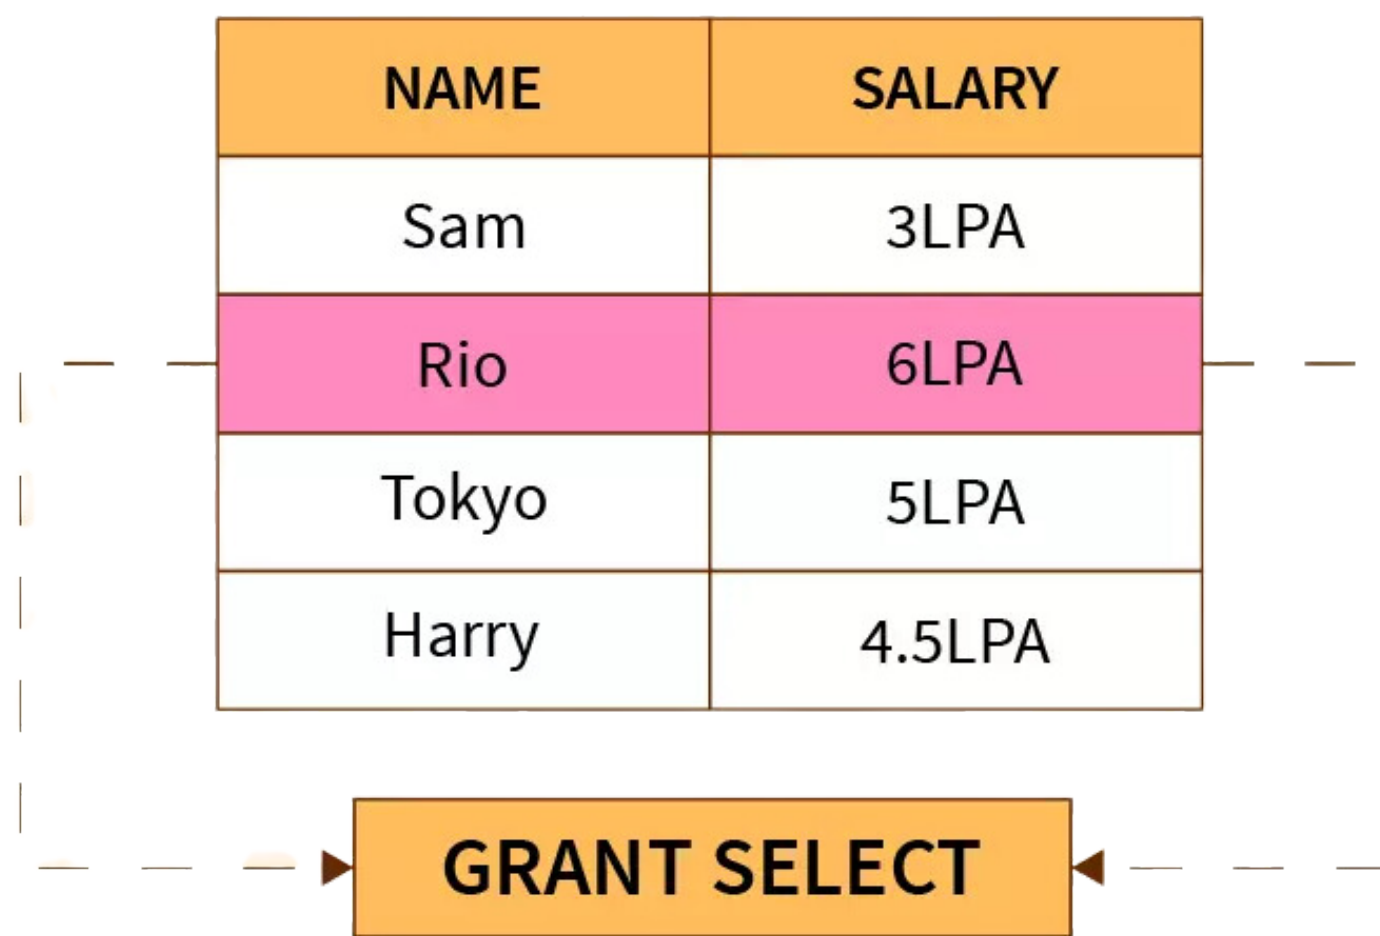 NAME SALARY
Sam 3LPA
Rio 6LPA
Tokyo 5LPA
Harry 4.5LPA
GRANT SELECT